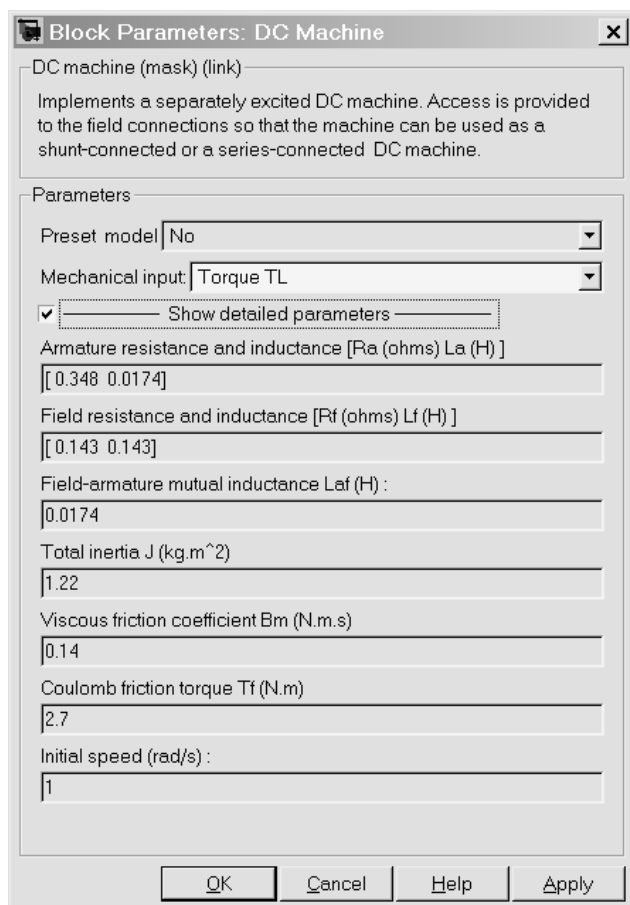 Block Parameters: DC Machine
DC machine (mask) (link)
Implements a separately excited DC machine. Access is provided
to the field connections so that the machine can be used as a
shunt-connected or a series-connected DC machine.
Parameters
Preset model No
Mechanical input: Torque TL
Show detailed parameters
Armature resistance and inductance [Ra (ohms) La (H) ]
[ 0.348 0.0174]
Field resistance and inductance [Rf (ohms) Lf (H) ]
[ 0.143 0.143]
Field-armature mutual inductance Laf (H) :
0.0174
Total inertia J (kg.m^2)
1.22
Viscous friction coefficient Bm (N.m.s)
0.14
Coulomb friction torque Tf (N.m)
2.7
Initial speed (rad/s) :
1
OK Cancel Help Apply